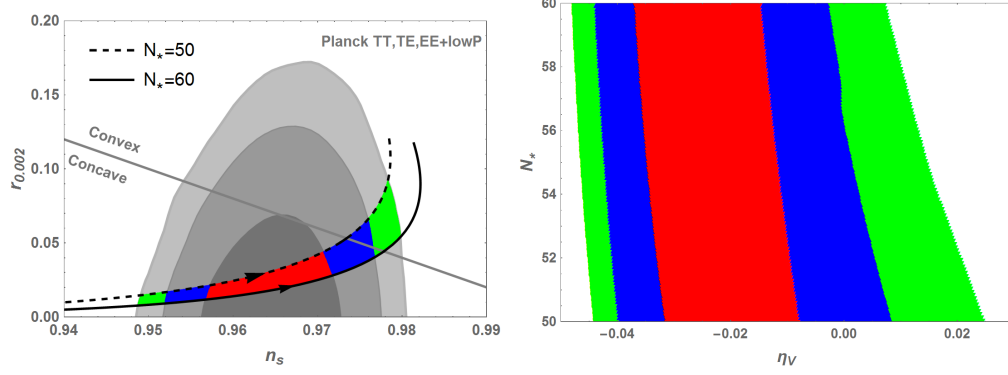 Planck TT,TE,EE+lowP
N*=50
N*=60
Convex
Concave
r0.002
0.20
0.15
0.10
0.05
0.00
0.94 0.95 0.96 0.97 0.98 0.99
ns
N*
60
58
56
54
52
50
−0.04 −0.02 0.00 0.02
ηV